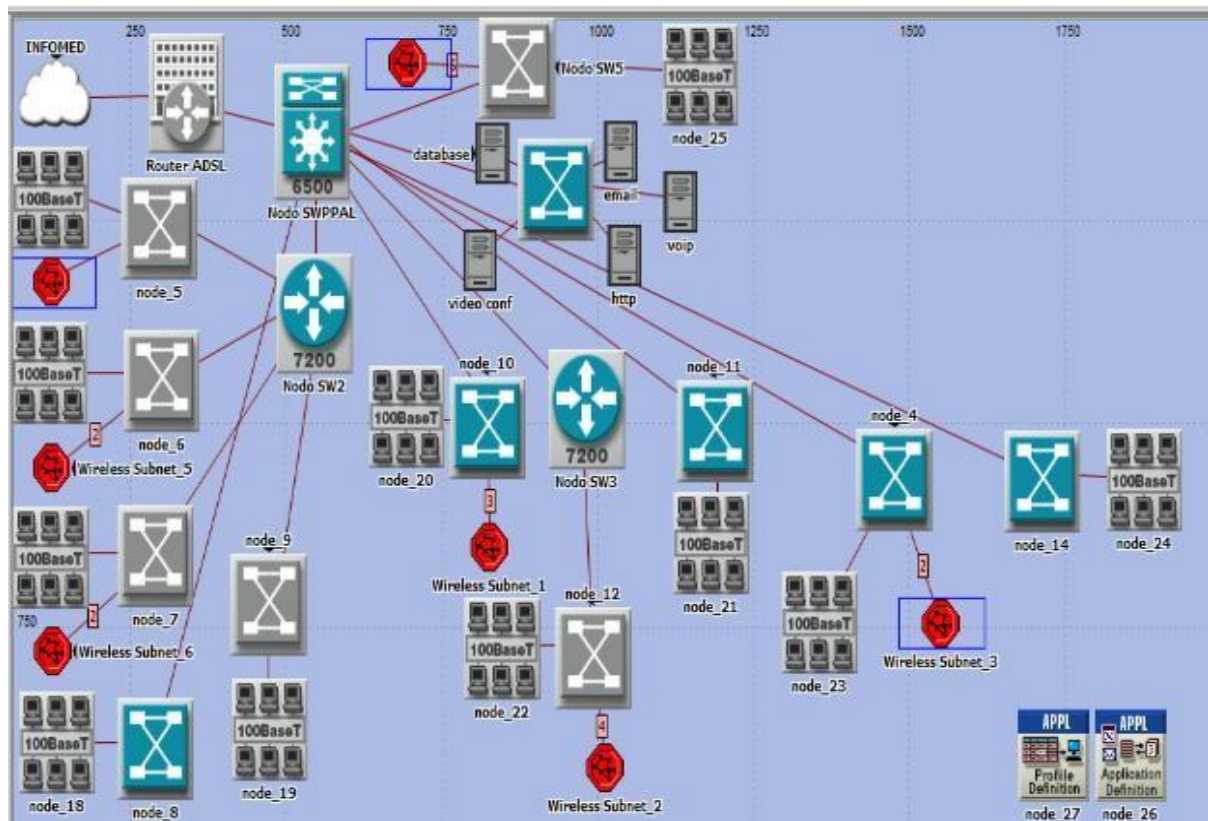 250
500
750
1000
1250
1500
1750
INFOMED
Router ADSL
6500
Nodo SWPPAL
Nodo SW5
100BaseT
node_25
database
email
voip
video conf
http
100BaseT
node_5
7200
Nodo SW2
100BaseT
node_6
2
Wireless Subnet_5
100BaseT
node_7
2
Wireless Subnet_6
750
100BaseT
node_18
node_8
node_9
100BaseT
node_19
node_10
100BaseT
node_20
3
Wireless Subnet_1
7200
Nodo SW3
node_12
100BaseT
node_22
4
Wireless Subnet_2
node_11
100BaseT
node_21
node_4
100BaseT
node_23
2
Wireless Subnet_3
node_14
100BaseT
node_24
APPL
Profile
Definition
node_27
APPL
Application
Definition
node_26